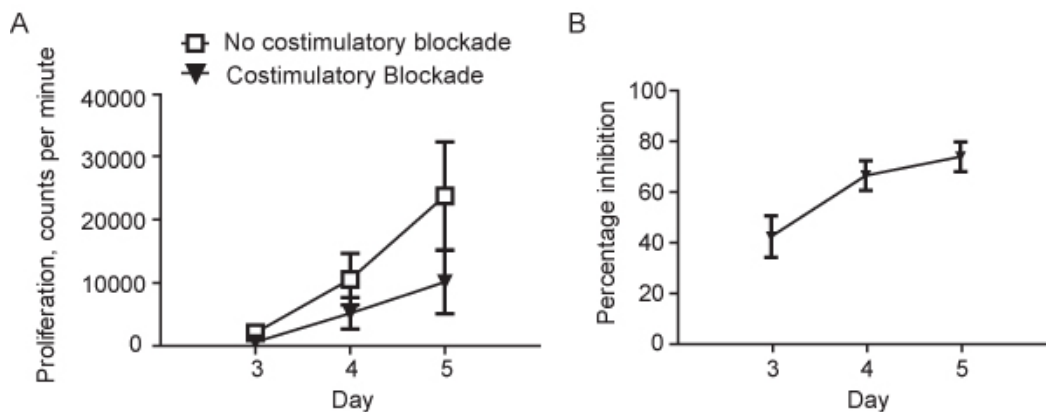 A
No costimulatory blockade
Costimulatory Blockade
Proliferation, counts per minute
40000
30000
20000
10000
0
3 4 5
Day
B
Percentage inhibition
100
80
60
40
20
0
3 4 5
Day